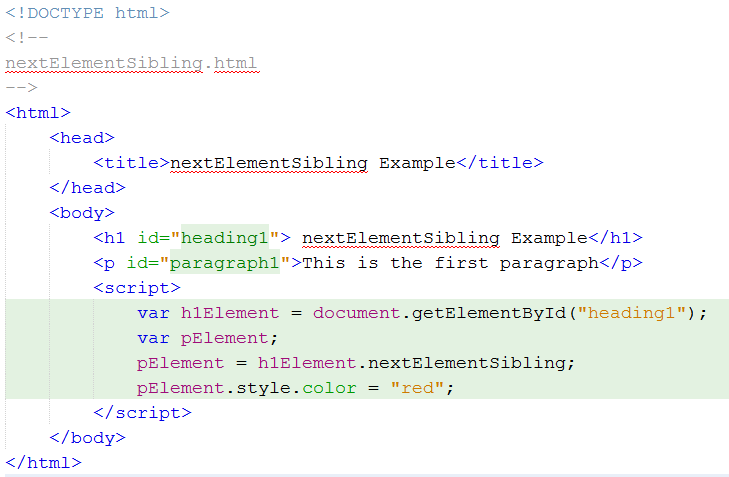 <!DOCTYPE html>
<!--
nextElementSibling.html
-->
<html>
    <head>
        <title>nextElementSibling Example</title>
    </head>
    <body>
        <h1 id="heading1"> nextElementSibling Example</h1>
        <p id="paragraph1">This is the first paragraph</p>
        <script>
            var h1Element = document.getElementById("heading1");
            var pElement;
            pElement = h1Element.nextElementSibling;
            pElement.style.color = "red";
        </script>
    </body>
</html>